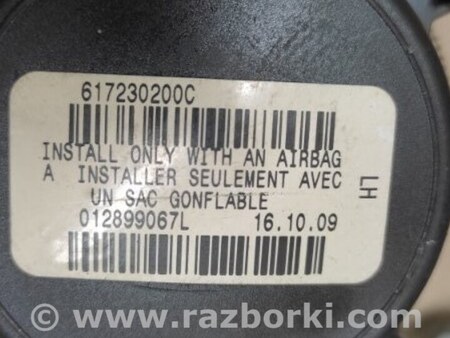 617230200C
INSTALL ONLY WITH AN AIRBAG
A INSTALLER SEULEMENT AVEC
UN SAC GONFLABLE
012899067L 16.10.09
LH
© www.razborki.com